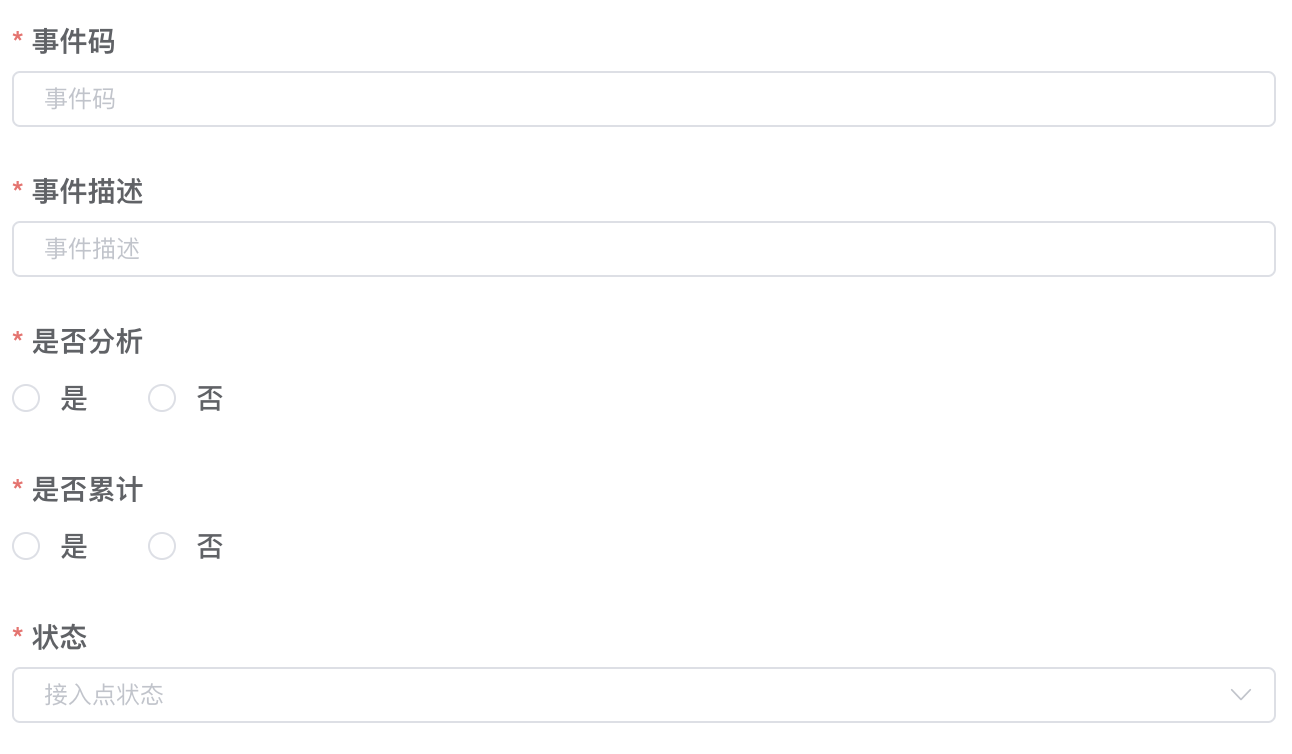 * 事件码
事件码
* 事件描述
事件描述
* 是否分析
是 否
* 是否累计
是 否
* 状态
接入点状态